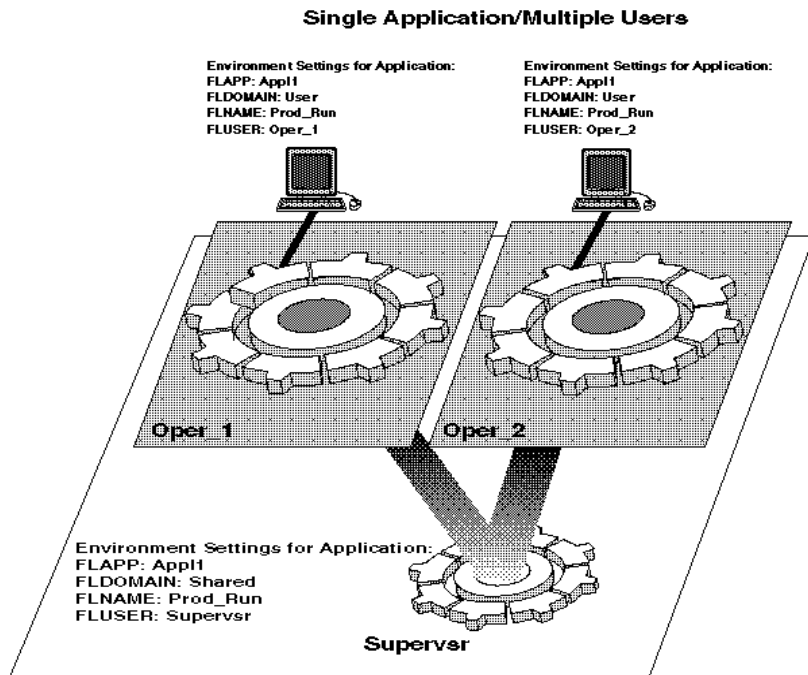 Single Application/Multiple Users
Environment Settings for Application:
FLAPP: Appl1
FLDOMAIN: User
FLNAME: Prod_Run
FLUSER: Oper_1
Environment Settings for Application:
FLAPP: Appl1
FLDOMAIN: User
FLNAME: Prod_Run
FLUSER: Oper_2
Oper_1
Oper_2
Environment Settings for Application:
FLAPP: Appl1
FLDOMAIN: Shared
FLNAME: Prod_Run
FLUSER: Supervsr
Supervsr